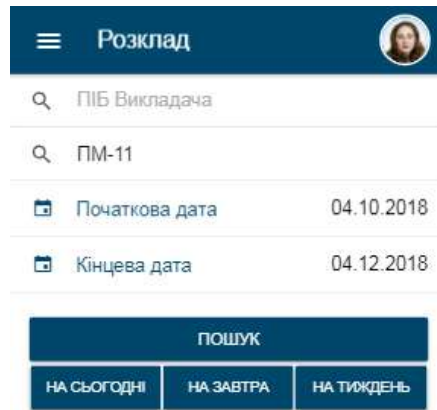 Розклад
ПІБ Викладача
ПМ-11
Початкова дата 04.10.2018
Кінцева дата 04.12.2018
ПОШУК
НА СЬОГОДНІ НА ЗАВТРА НА ТИЖДЕНЬ